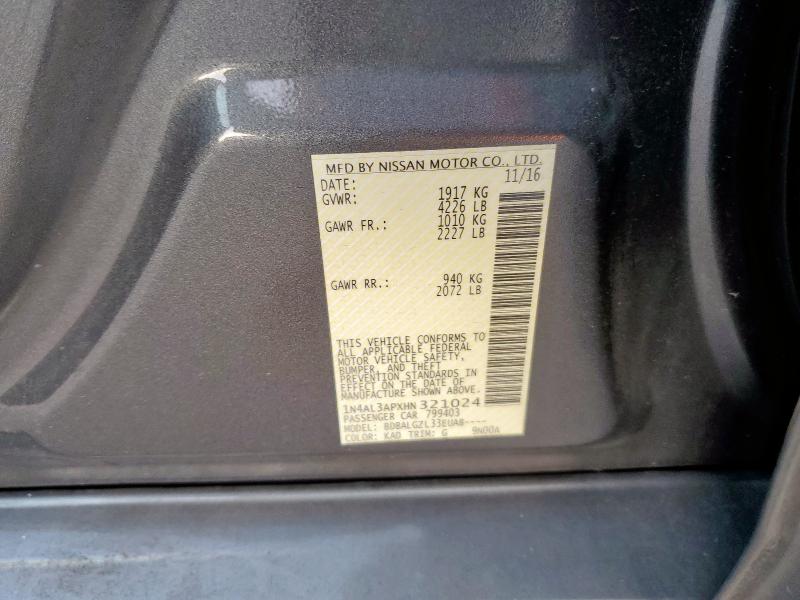 MFD BY NISSAN MOTOR CO., LTD.
DATE: 11/16
GVWR: 1917 KG
4226 LB
GAWR FR.: 1010 KG
2227 LB
GAWR RR.: 940 KG
2072 LB
THIS VEHICLE CONFORMS TO
ALL APPLICABLE FEDERAL
MOTOR VEHICLE SAFETY,
BUMPER, AND THEFT
PREVENTION STANDARDS IN
EFFECT ON THE DATE OF
MANUFACTURE SHOWN ABOVE.
1N4AL3APXHN 321024
PASSENGER CAR 799403
MODEL:
COLOR: KAD TRIM: G 9N00A